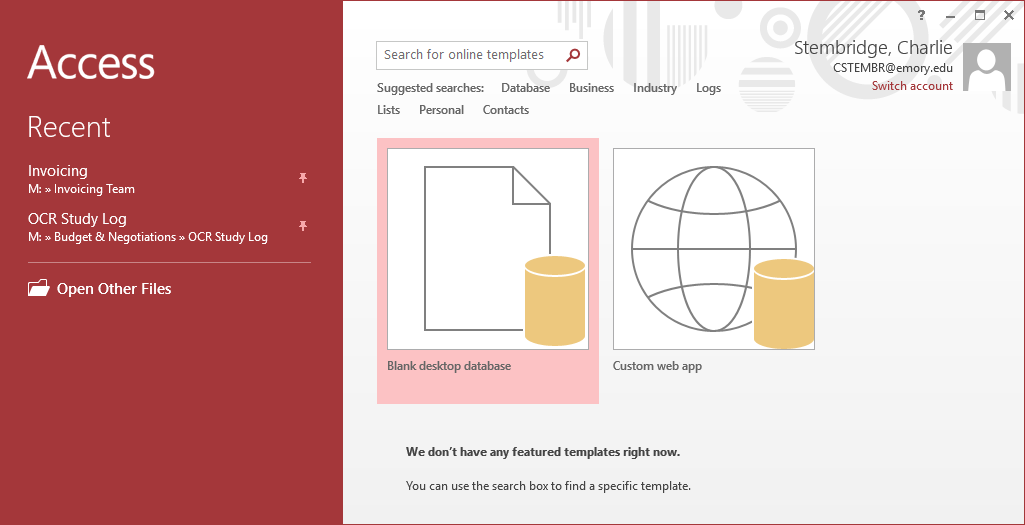 Access
Recent
Invoicing
M: » Invoicing Team
OCR Study Log
M: » Budget & Negotiations » OCR Study Log
Open Other Files
?
Search for online templates
Stembridge, Charlie
CSTEMBR@emory.edu
Switch account
Suggested searches: Database Business Industry Logs
Lists Personal Contacts
Blank desktop database
Custom web app
We don't have any featured templates right now.
You can use the search box to find a specific template.